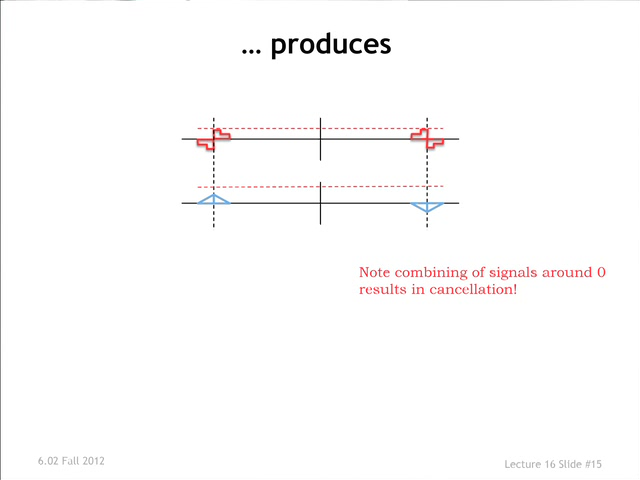 … produces
Note combining of signals around 0
results in cancellation!
6.02 Fall 2012
Lecture 16 Slide #15